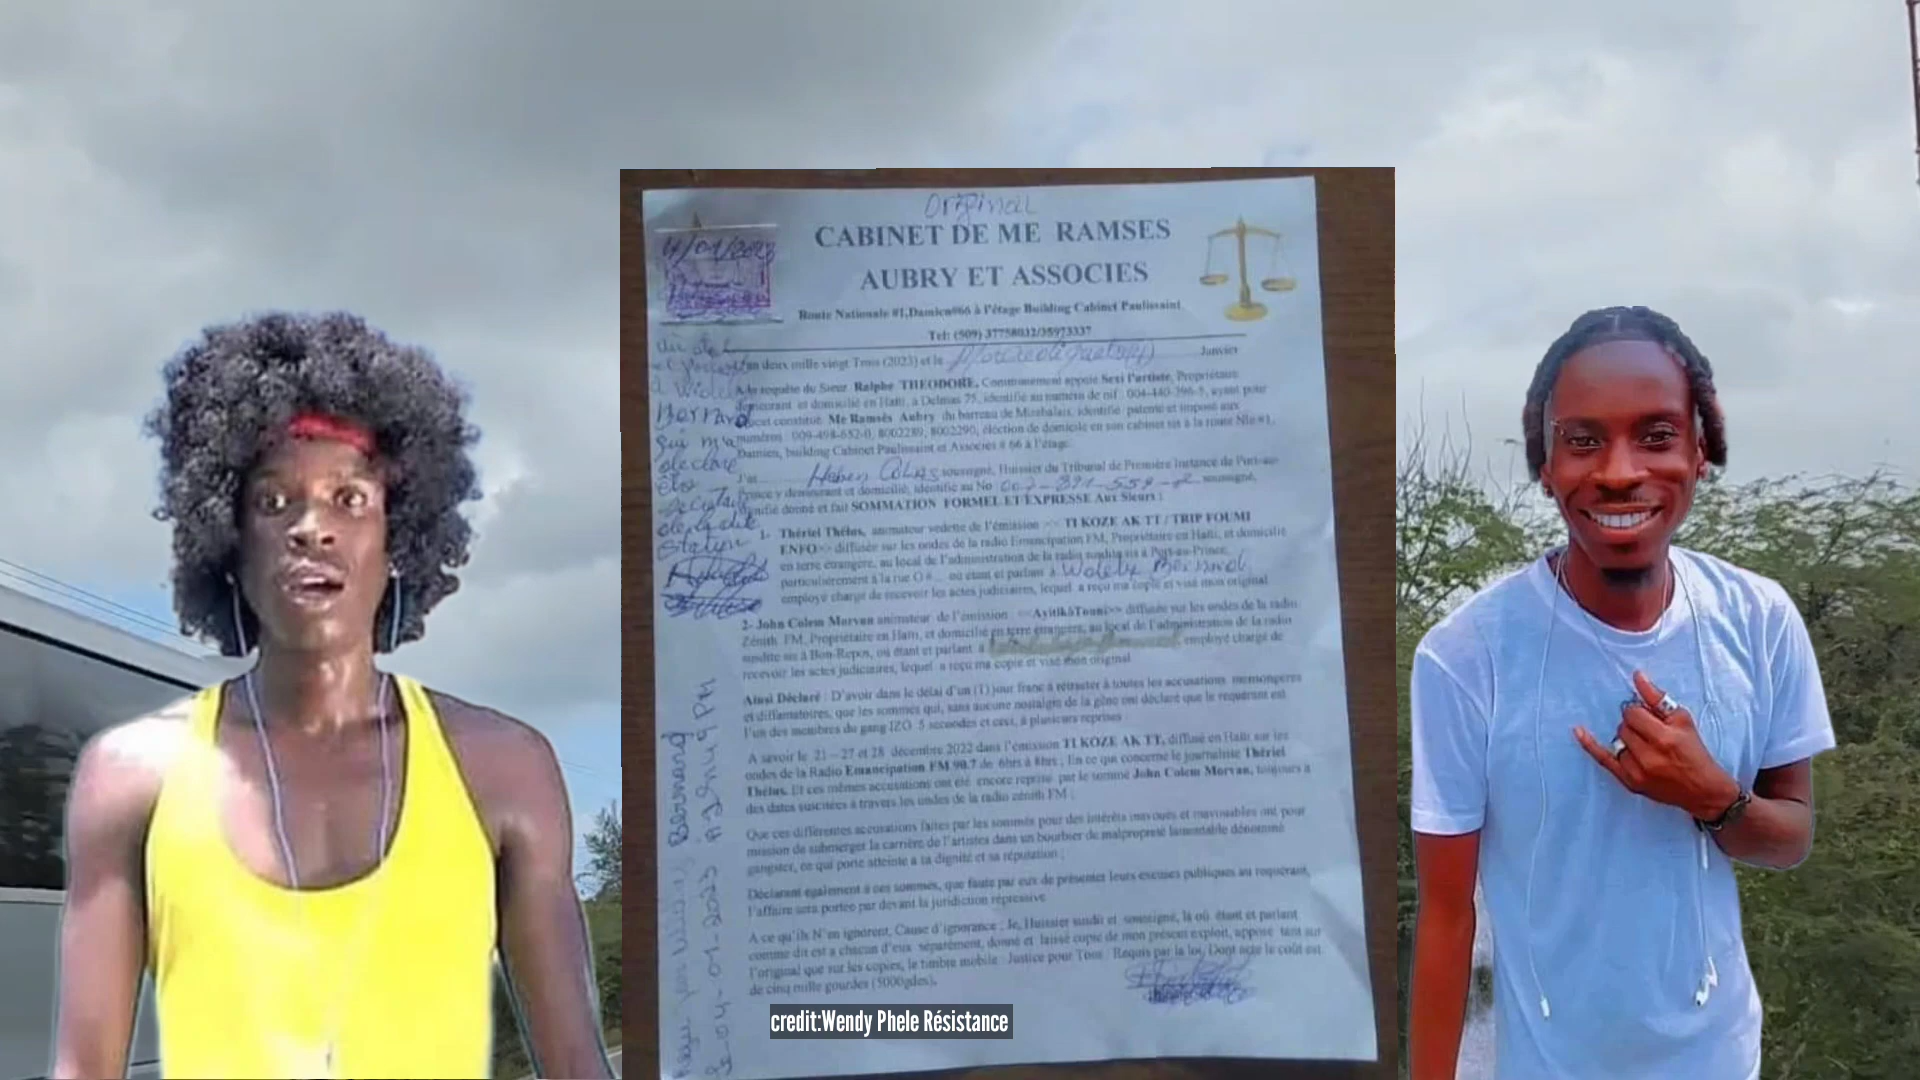 Original
CABINET DE ME RAMSES
AUBRY ET ASSOCIES
4/01/2023
Route Nationale #1,Damien#66 à l'étage Building Cabinet Paulissaint
Tel: (509) 37758032/35973337
an deux mille vingt Trois (2023) et le Janvier
A la requête du Sieur Ralphe THEODORE, Communément appelé Sexi l'artiste, Propriétaire,
demeurant et domicilié en Haïti, à Delmas 75, identifié au numéro de nif : 004-440-396-5, ayant pour
avocat constitué Me Ramsès Aubry du barreau de Mirebalais, identifié patenté et imposé aux
numéros : 009-498-652-0, 8002289, 8002290, élection de domicile en son cabinet sis à la route Nle #1,
Damien, building Cabinet Paulissaint et Associés # 66 à l'étage.
soussigné, Huissier du Tribunal de Première Instance de Port-au-
Prince y demeurant et domicilié, identifié au No soussigné,
donné et fait SOMMATION FORMEL ET EXPRESSE Aux Sieurs :
1- Thériel Thélus, animateur vedette de l'émission << TI KOZE AK TT / TRIP FOUMI
ENFO>> diffusée sur les ondes de la radio Emancipation FM, Propriétaire en Haïti, et domicilié
en terre étrangère, au local de l'administration de la radio sis à Port-au-Prince,
particulièrement à la rue où étant et parlant à Bernard
employé chargé de recevoir les actes judiciaires, lequel a reçu ma copie et visé mon original
2- John Colem Morvan animateur de l'émission <<AyitikòTouni>> diffusée sur les ondes de la radio
Zénith FM, Propriétaire en Haïti, et domicilié en terre étrangère, au local de l'administration de la radio
sis à Bon-Repos, où étant et parlant à employé chargé de
recevoir les actes judiciaires, lequel a reçu ma copie et visé mon original
Ainsi Déclaré : D'avoir dans le délai d'un (1) jour franc à rétracter à toutes les accusations mensongères
et diffamatoires, que les sommés qui, sans aucune nostalgie de la gêne ont déclaré que le requérant est
l'un des membres du gang IZO 5 secondes et ceci, à plusieurs reprises
A savoir le 21 – 27 et 28 décembre 2022 dans l'émission TI KOZE AK TT, diffusé en Haïti sur les
ondes de la Radio Emancipation FM 90.7 de 6hrs à 8hrs ; En ce qui concerne le journaliste Thériel
Thélus. Et ces mêmes accusations ont été encore reprise par le sommé John Colem Morvan, toujours à
des dates suscitées à travers les ondes de la radio zénith FM ;
Que ces différentes accusations faites par les sommés pour des intérêts inavoués et inavouables ont pour
mission de submerger la carrière de l'artistes dans un bourbier de malpropreté lamentable dénommé
gangster, ce qui porte atteinte à sa dignité et sa réputation ;
Déclarant également à ces sommés, que faute par eux de présenter leurs excuses publiques au requérant,
l'affaire sera portée par devant la juridiction répressive
A ce qu'ils N'en ignorent, Cause d'ignorance ; Je, Huissier susdit et soussigné, là où étant et parlant
comme dit est à chacun d'eux séparément, donné et laissé copie de mon présent exploit, apposé tant sur
l'original que sur les copies, le timbre mobile : Justice pour Tous : Requis par la loi, Dont acte le coût est
de cinq mille gourdes (5000gdes).
Bernard
qui m'a
déclaré
être
credit:Wendy Phele Résistance